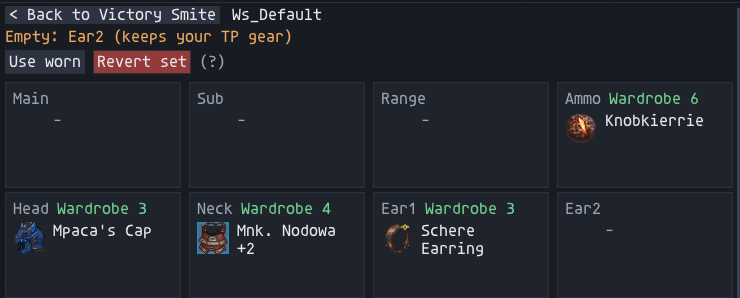 < Back to Victory Smite Ws_Default
Empty: Ear2 (keeps your TP gear)
Use worn Revert set (?)
Main
-
Sub
-
Range
-
Ammo Wardrobe 6
Knobkierrie
Head Wardrobe 3
Mpaca's Cap
Neck Wardrobe 4
Mnk. Nodowa
+2
Ear1 Wardrobe 3
Schere
Earring
Ear2
-